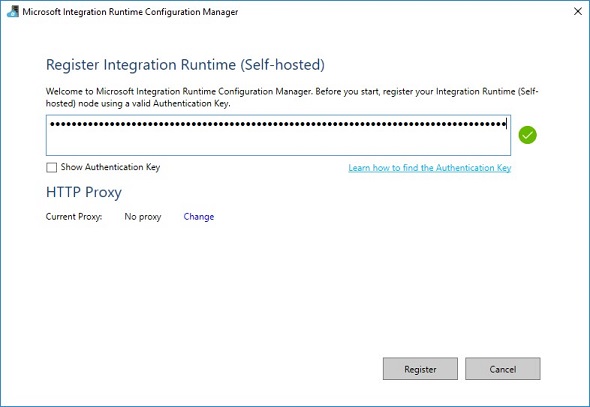 Microsoft Integration Runtime Configuration Manager
Register Integration Runtime (Self-hosted)
Welcome to Microsoft Integration Runtime Configuration Manager. Before you start, register your Integration Runtime (Self-
hosted) node using a valid Authentication Key.
Show Authentication Key
Learn how to find the Authentication Key
HTTP Proxy
Current Proxy: No proxy Change
Register Cancel